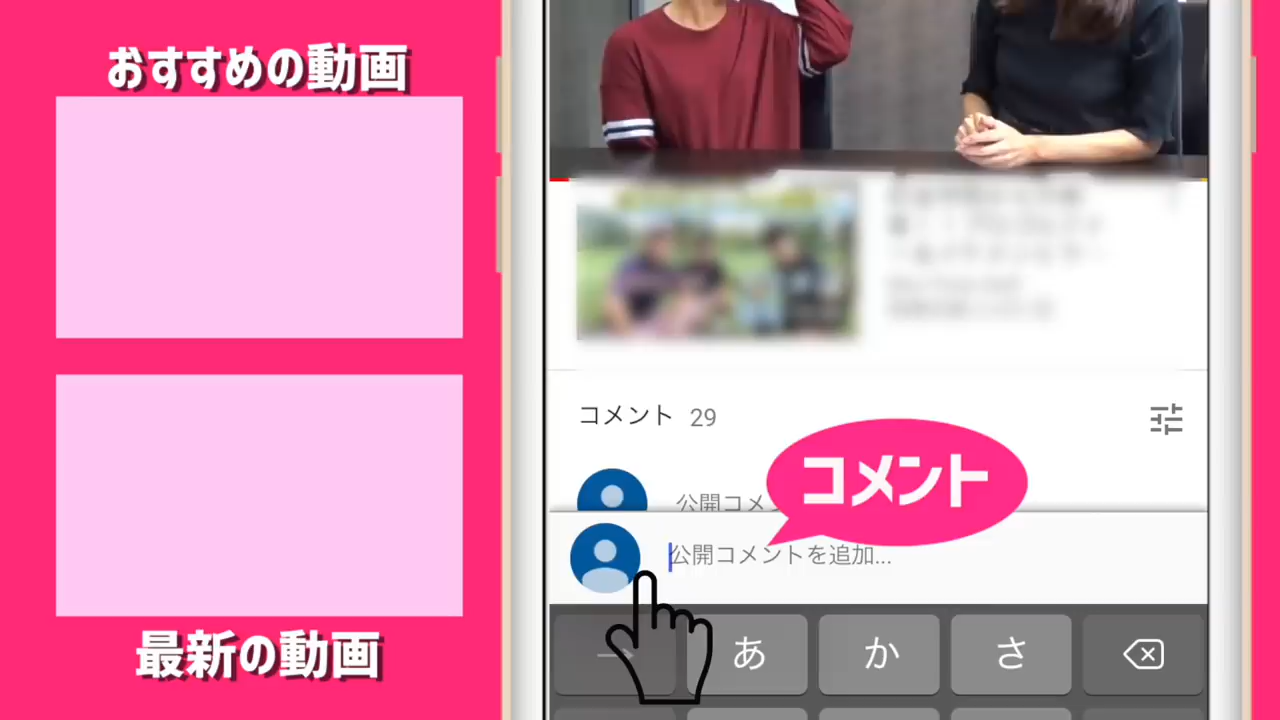 おすすめの動画
最新の動画
コメント 29
コメント
公開コメ
公開コメントを追加...
→
あ
か
さ